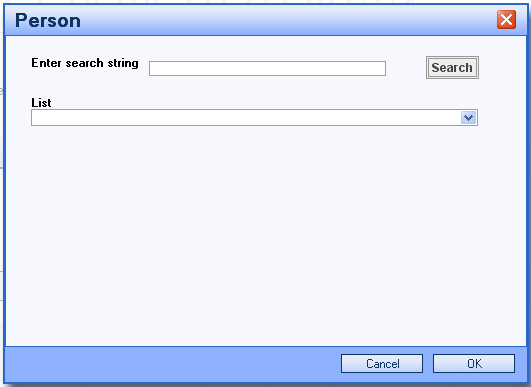 Person
Enter search string
Search
List
Cancel
OK